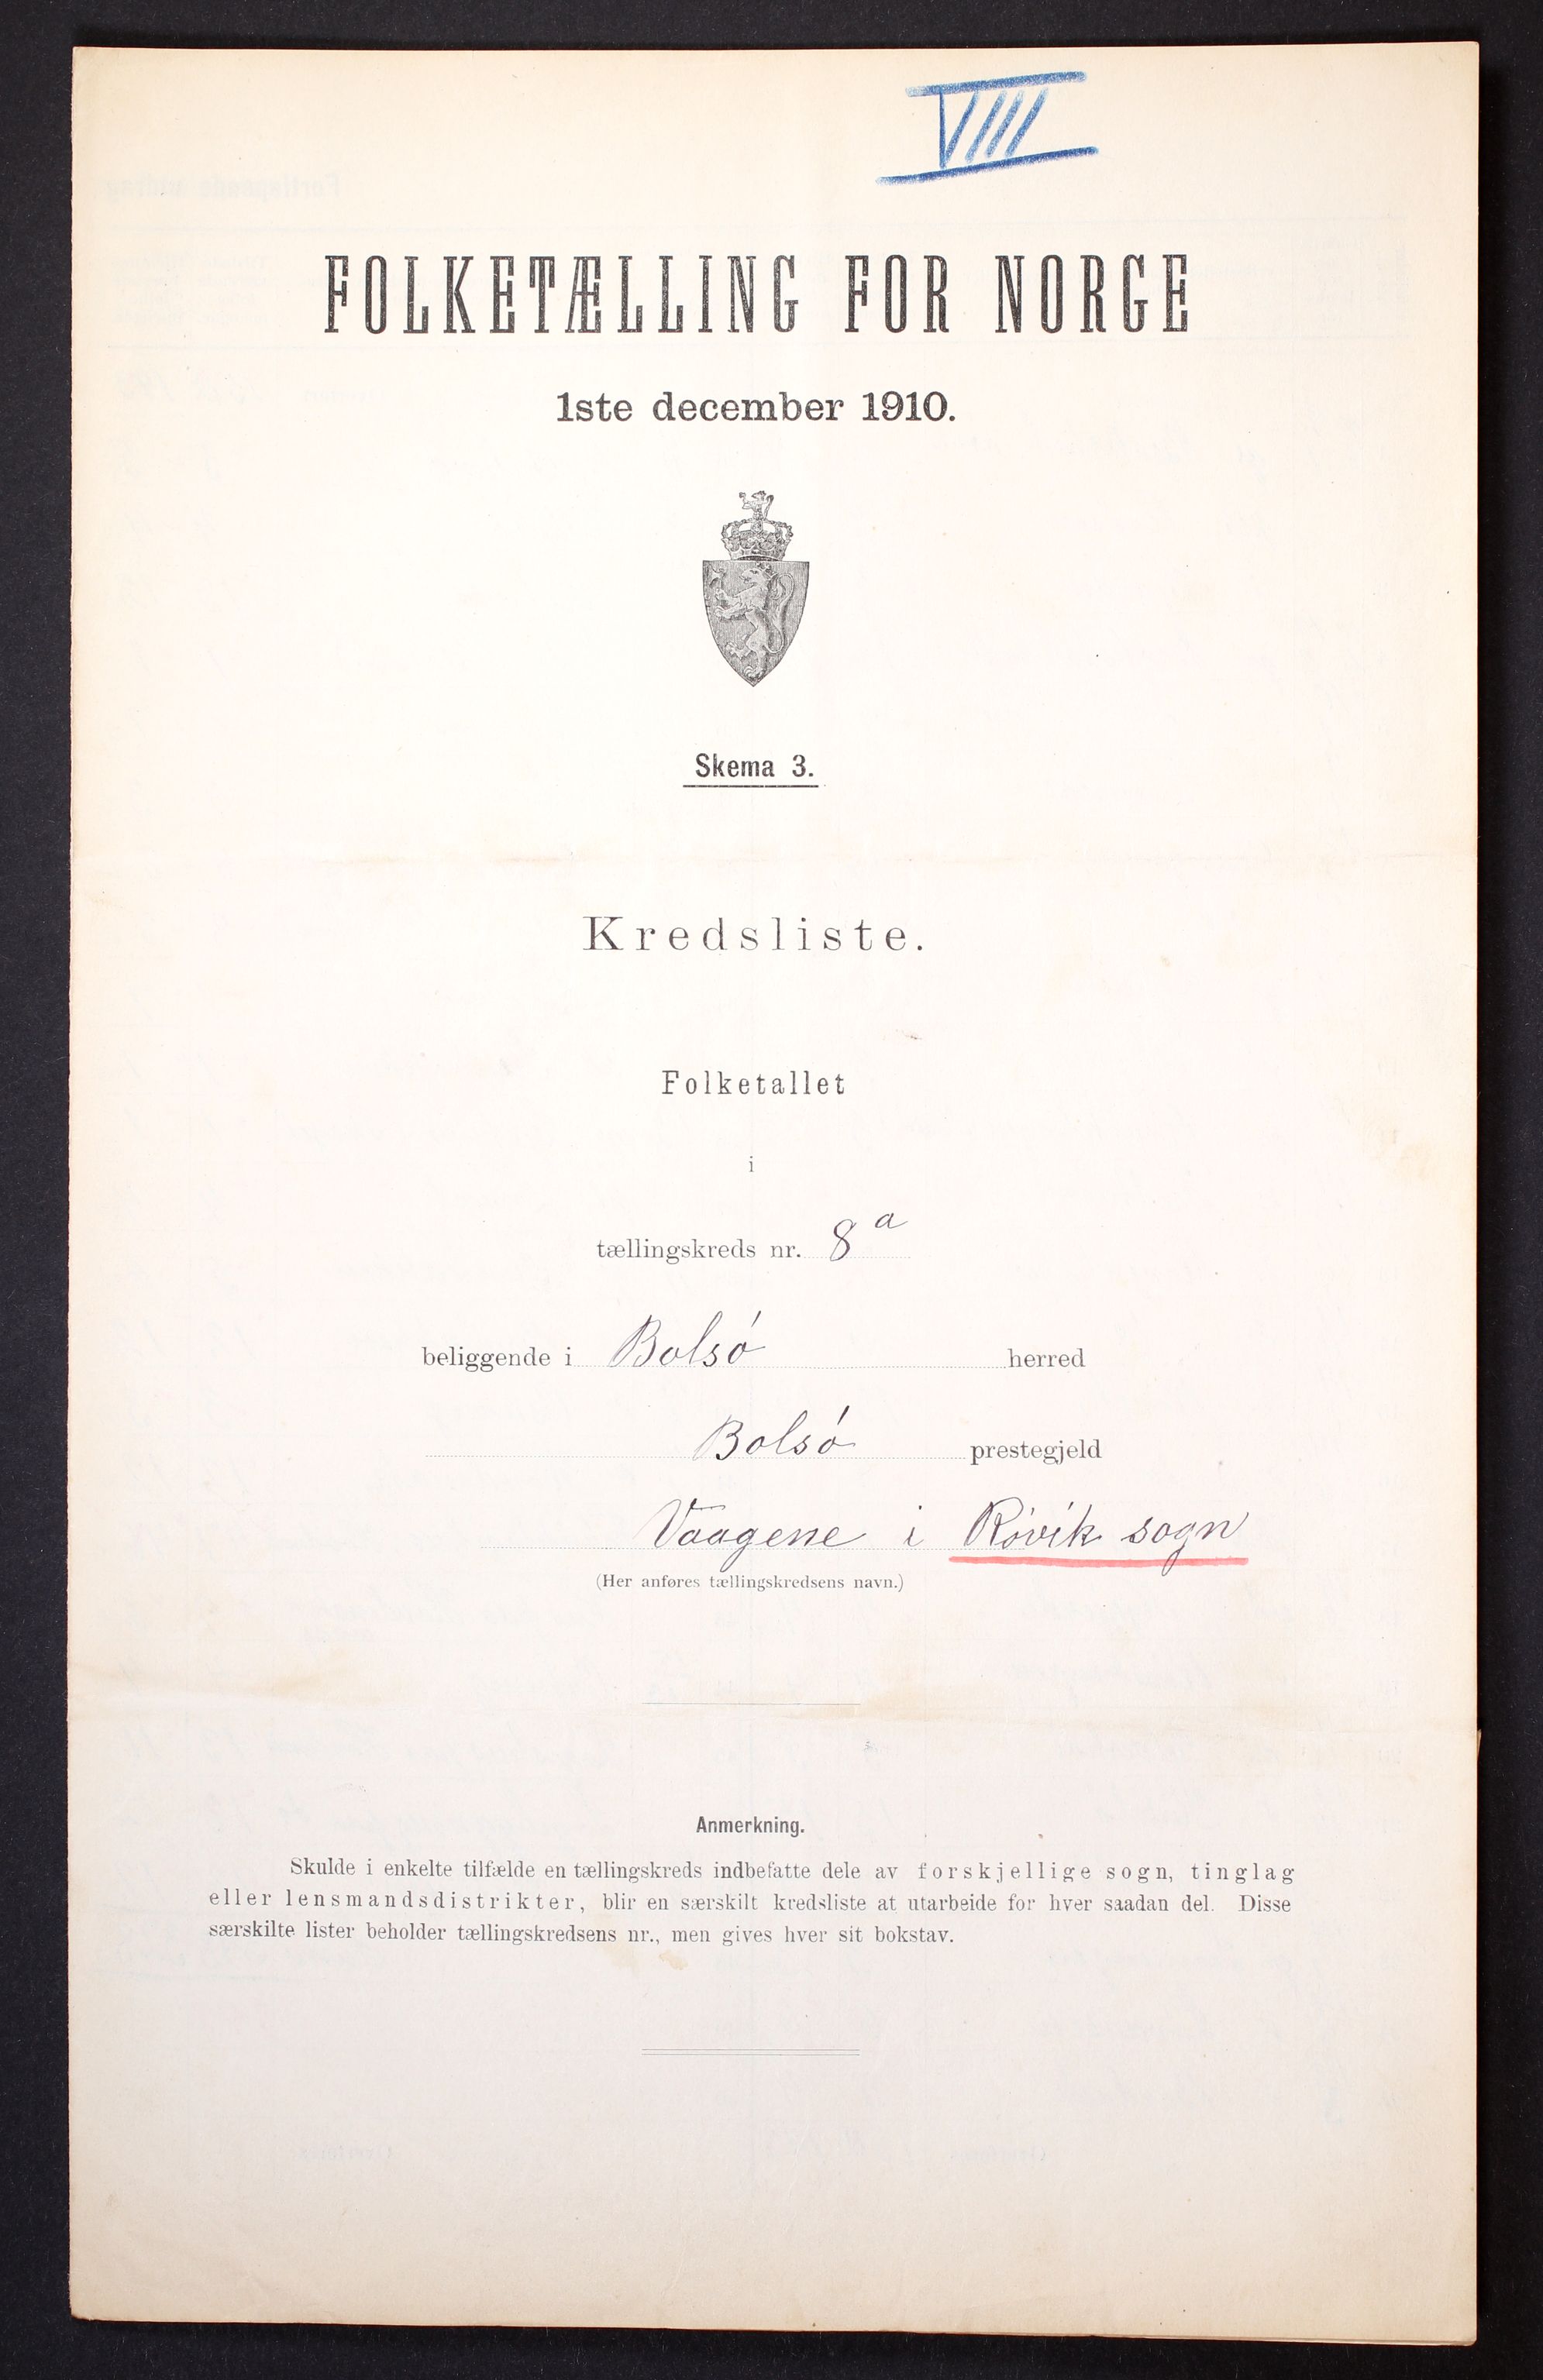 VIII
FOLKETÆLLING FOR NORGE
1ste december 1910.
Skema 3.
Kredsliste.
Folketallet
i
tællingskreds nr. 8 a
beliggende i Bolsó herred
Bolsó prestegjeld
Vaagene i Róvik sogn
(Her anføres tællingskredsens navn.)
Anmerkning.
Skulde i enkelte tilfælde en tællingskreds indbefatte dele av forskjellige sogn, tinglag
eller lensmandsdistrikter, blir en særskilt kredsliste at utarbeide for hver saadan del. Disse
særskilte lister beholder tællingskredsens nr., men gives hver sit bokstav.